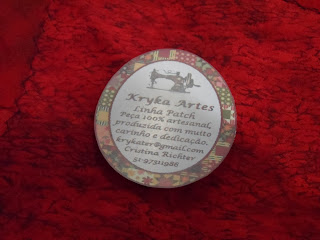 Kryka Artes
Linha Patch
Peça 100% artesanal,
produzida com muito
carinho e dedicação.
krykater@gmail.com
Cristina Richter
51-97311986